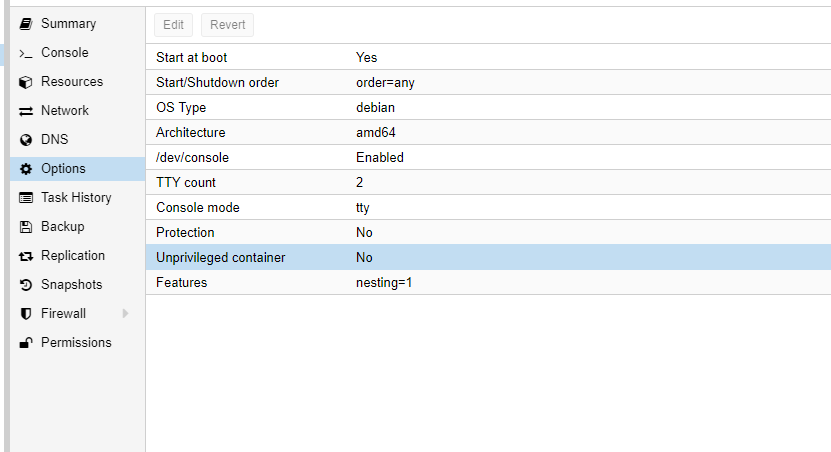 Summary
Console
Resources
Network
DNS
Options
Task History
Backup
Replication
Snapshots
Firewall
Permissions
Edit Revert
Start at boot Yes
Start/Shutdown order order=any
OS Type debian
Architecture amd64
/dev/console Enabled
TTY count 2
Console mode tty
Protection No
Unprivileged container No
Features nesting=1